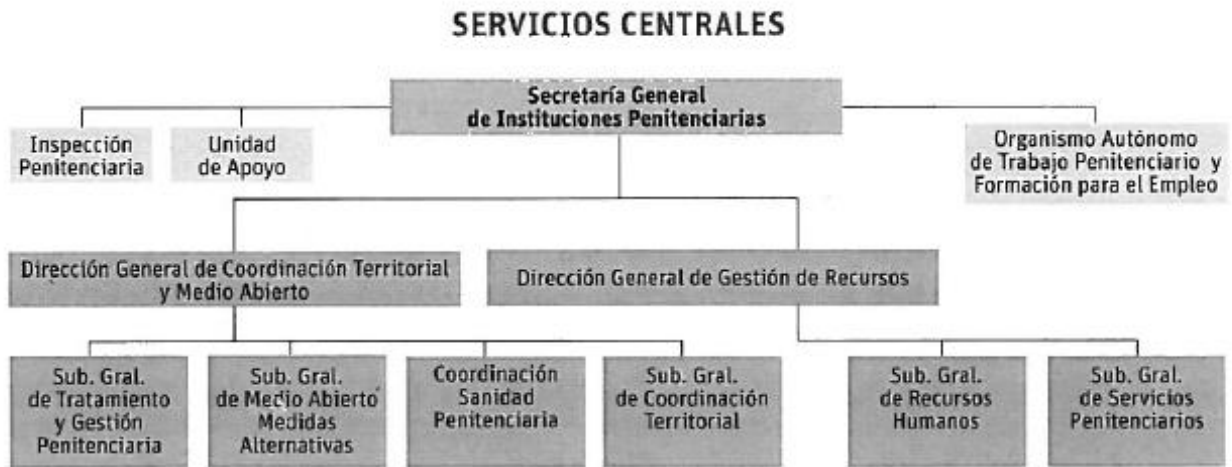 SERVICIOS CENTRALES
Secretaría General
de Instituciones Penitenciarias
Inspección
Penitenciaria
Unidad
de Apoyo
Organismo Autónomo
de Trabajo Penitenciario y
Formación para el Empleo
Dirección General de Coordinación Territorial
y Medio Abierto
Dirección General de Gestión de Recursos
Sub. Gral.
de Tratamiento
y Gestión
Penitenciaria
Sub. Gral.
de Medio Abierto
Medidas
Alternativas
Coordinación
Sanidad
Penitenciaria
Sub. Gral.
de Coordinación
Territorial
Sub. Gral.
de Recursos
Humanos
Sub. Gral.
de Servicios
Penitenciarios